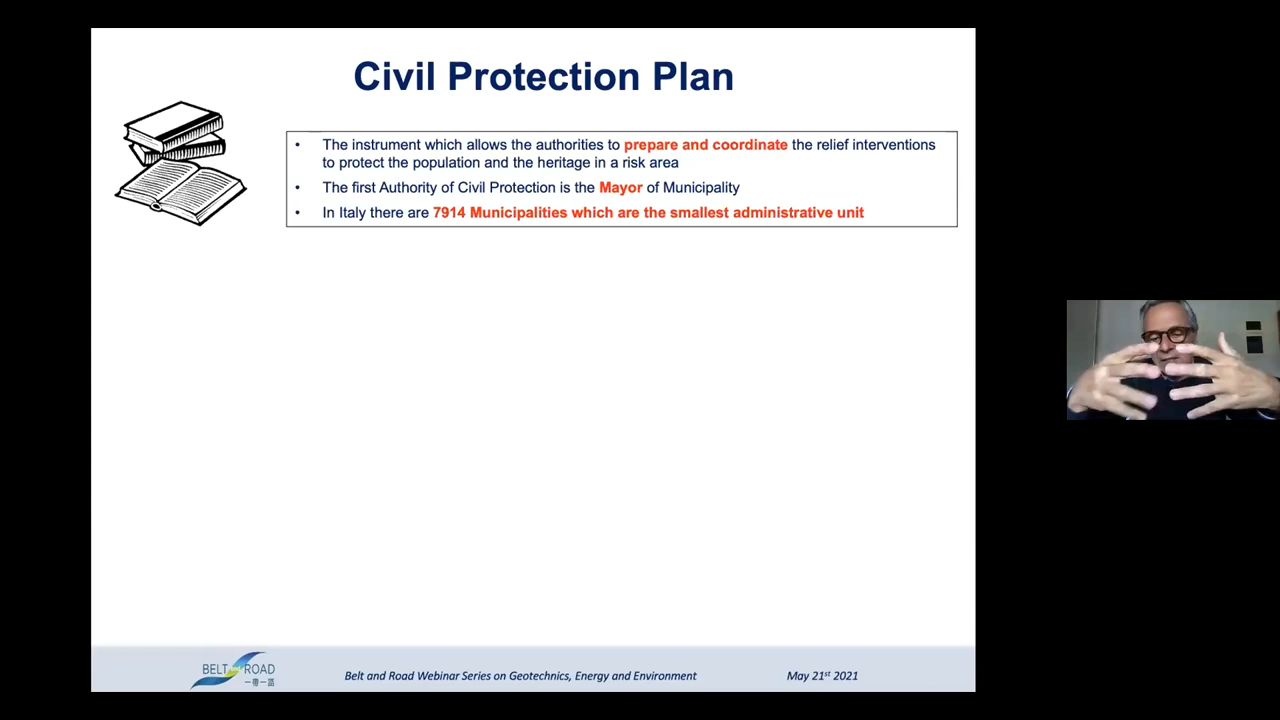 Civil Protection Plan
• The instrument which allows the authorities to prepare and coordinate the relief interventions
to protect the population and the heritage in a risk area
• The first Authority of Civil Protection is the Mayor of Municipality
• In Italy there are 7914 Municipalities which are the smallest administrative unit
BELT ROAD
一帶一路
Belt and Road Webinar Series on Geotechnics, Energy and Environment
May 21st 2021